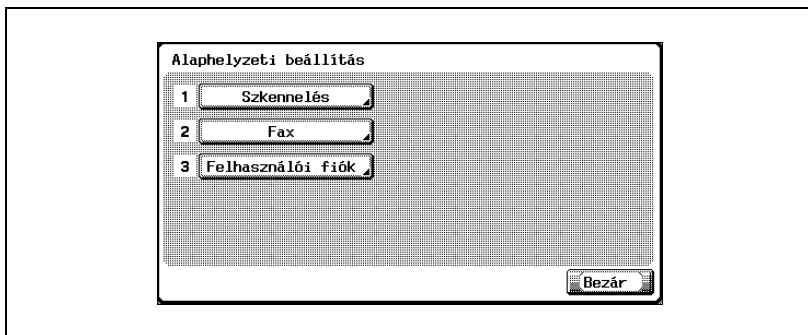 Alaphelyzeti beállítás
1 Szkennelés
2 Fax
3 Felhasználói fiók
Bezár